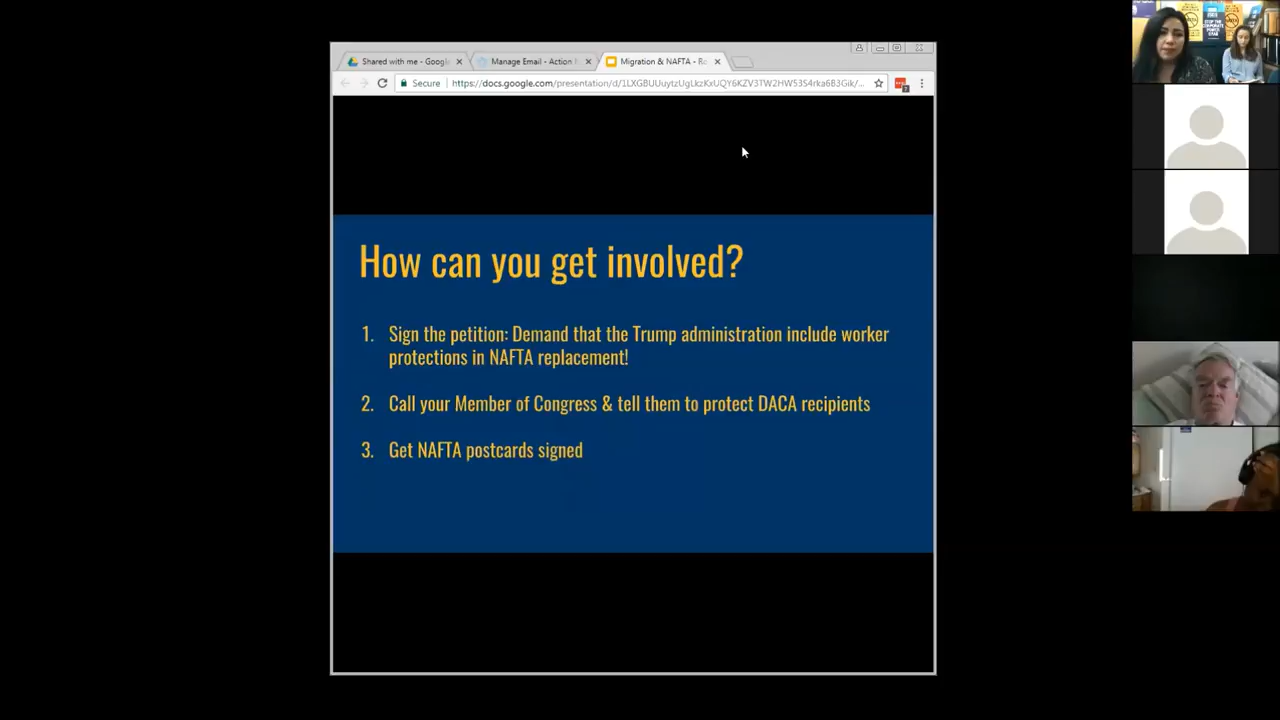 Shared with me - Googl
Manage Email - Action
Migration & NAFTA - Ro
Secure
How can you get involved?
1. Sign the petition: Demand that the Trump administration include worker
protections in NAFTA replacement!
2. Call your Member of Congress & tell them to protect DACA recipients
3. Get NAFTA postcards signed